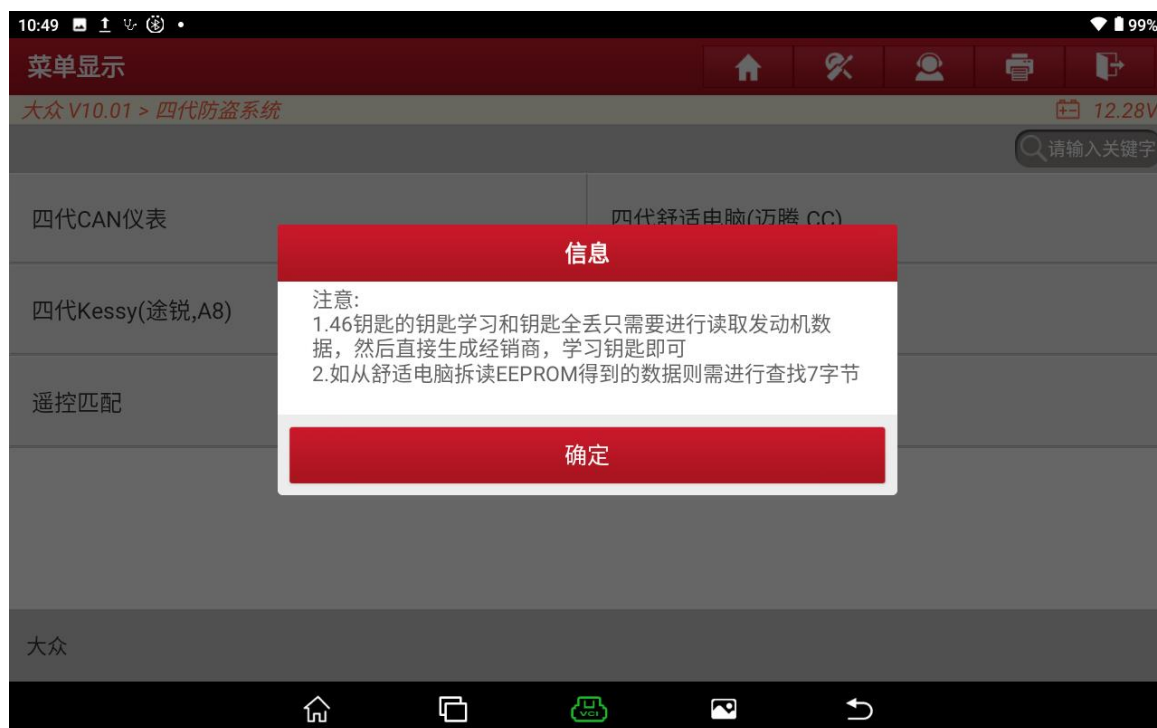 10:49
99%
菜单显示
大众 V10.01 > 四代防盗系统
12.28V
请输入关键字
四代CAN仪表
四代舒适电脑(迈腾,CC)
信息
四代Kessy(途锐,A8)
注意:
1.46钥匙的钥匙学习和钥匙全丢只需要进行读取发动机数
据，然后直接生成经销商，学习钥匙即可
2.如从舒适电脑拆读EEPROM得到的数据则需进行查找7字节
遥控匹配
确定
大众
VCI